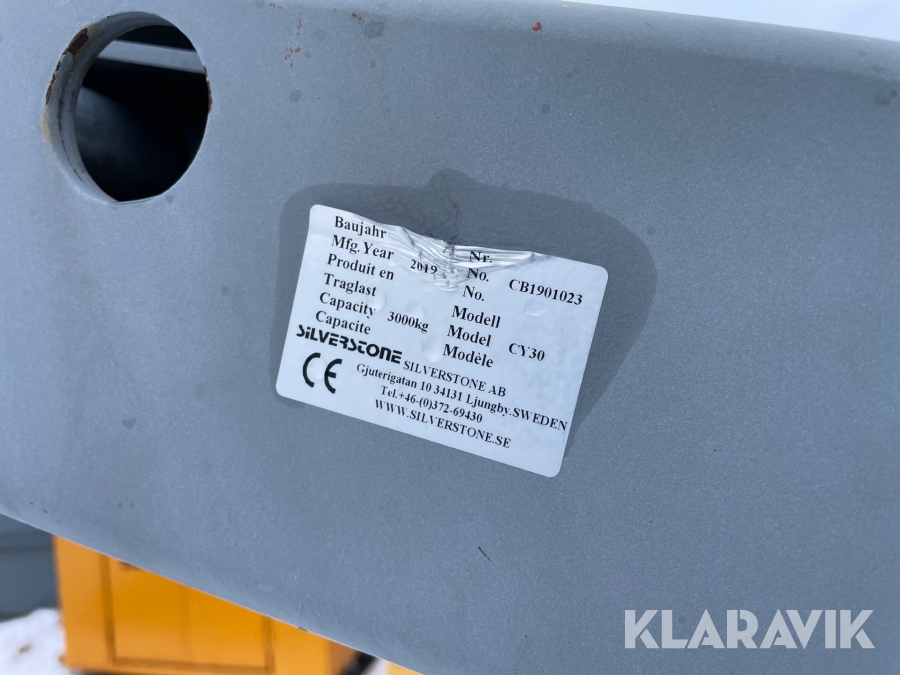 Baujahr
Mfg.Year 2019
Produit en
Nr.
No. CB1901023
No.
Traglast
Capacity 3000kg
Capacite
Modell
Model CY30
Modèle
SILVERSTONE
SILVERSTONE AB
CE
Gjuterigatan 10 34131 Ljungby.SWEDEN
Tel.+46-(0)372-69430
WWW.SILVERSTONE.SE
KLARAVIK